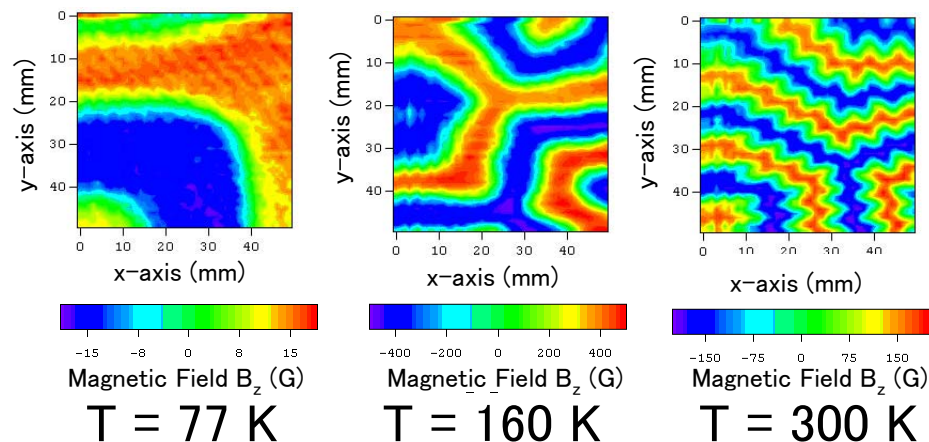 0
10
20
30
40
y-axis (mm)
0 10 20 30 40
x-axis (mm)
-15 -8 0 8 15
Magnetic Field Bz (G)
T = 77 K
0
10
20
30
40
y-axis (mm)
0 10 20 30 40
x-axis (mm)
-400 -200 0 200 400
Magnetic Field Bz (G)
T = 160 K
0
10
20
30
40
y-axis (mm)
0 10 20 30 40
x-axis (mm)
-150 -75 0 75 150
Magnetic Field Bz (G)
T = 300 K